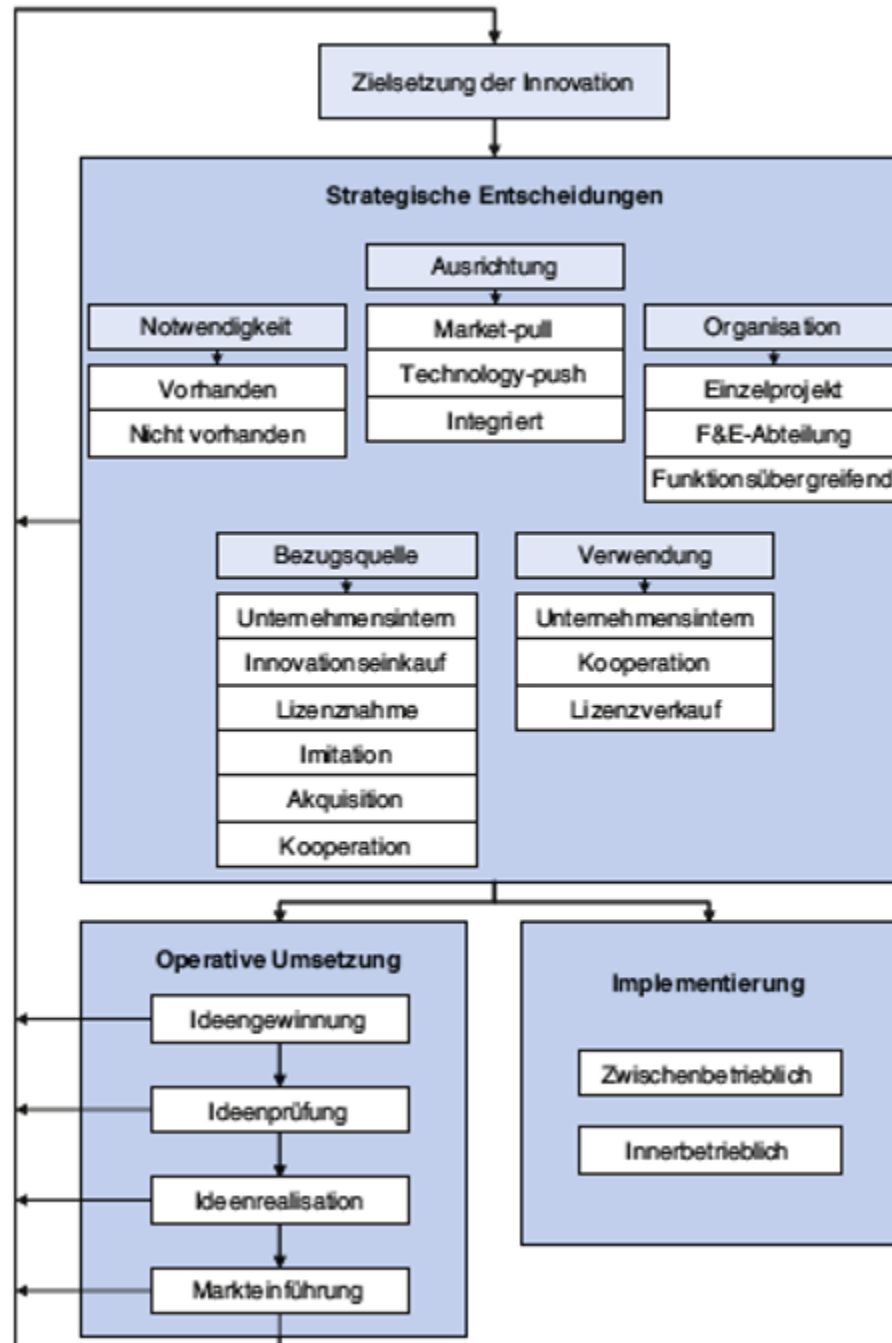 Zielsetzung der Innovation
Strategische Entscheidungen
Ausrichtung
Market-pull
Technology-push
Integriert
Notwendigkeit
Vorhanden
Nicht vorhanden
Organisation
Einzelprojekt
F&E-Abteilung
Funktionsübergreifend
Bezugsquelle
Unternehmensintern
Innovationseinkauf
Lizenznahme
Imitation
Akquisition
Kooperation
Verwendung
Unternehmensintern
Kooperation
Lizenzverkauf
Operative Umsetzung
Ideengewinnung
Ideenprüfung
Ideenrealisation
Markteinführung
Implementierung
Zwischenbetrieblich
Innerbetrieblich